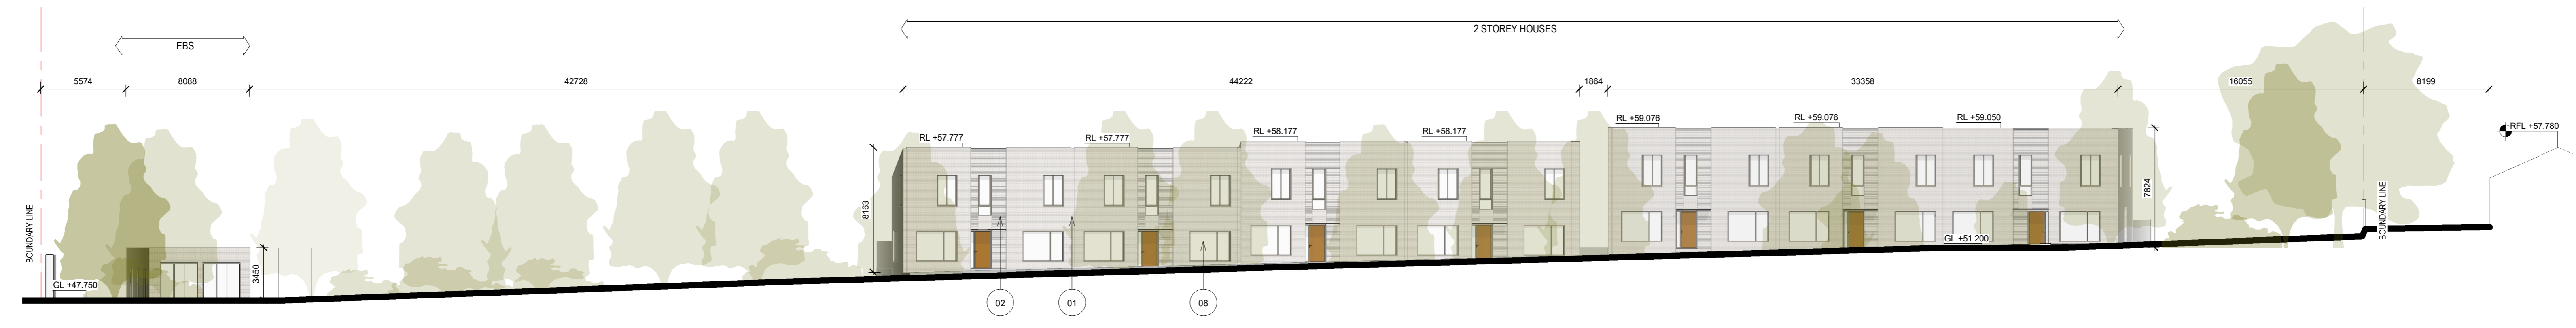 2 STOREY HOUSES
EBS
5574
8088
42728
44222
1864
33358
16055
8199
RL +57.777
RL +57.777
RL +58.177
RL +58.177
RL +59.076
RL +59.076
RL +59.050
RFL +57.780
BOUNDARY LINE
GL +47.750
3450
8163
7824
GL +51.200
BOUNDARY LINE
02
01
08